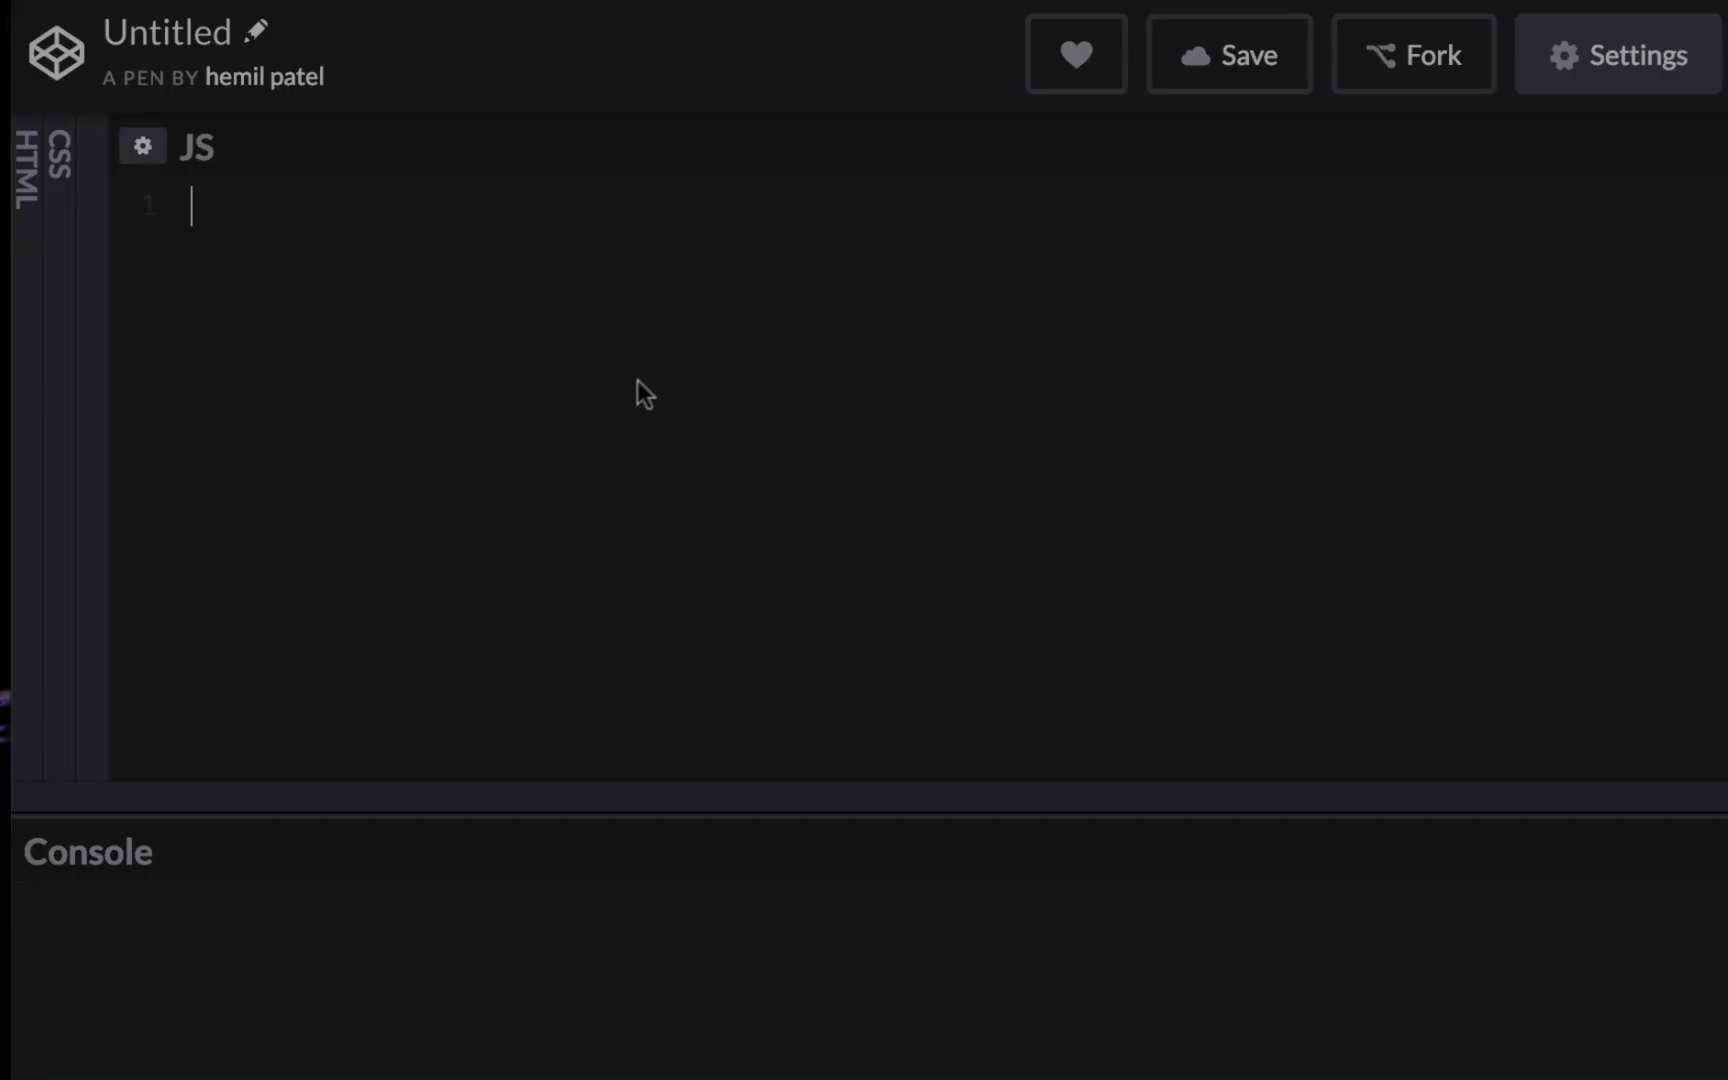 Untitled
A PEN BY hemil patel
Save
Fork
Settings
HTML
CSS
JS
1
Console